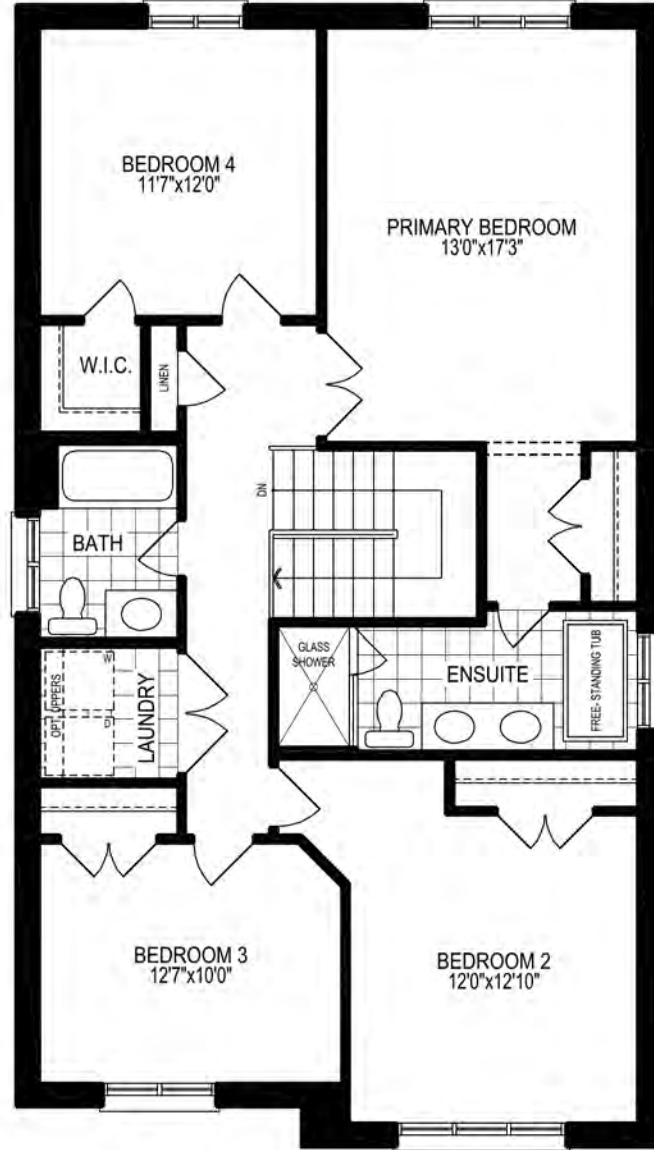 BEDROOM 4
11'7"x12'0"
PRIMARY BEDROOM
13'0"x17'3"
W.I.C.
LINEN
DN
BATH
GLASS
SHOWER
ENSUITE
FREE- STANDING TUB
W
D
OPT. UPPERS
LAUNDRY
BEDROOM 3
12'7"x10'0"
BEDROOM 2
12'0"x12'10"